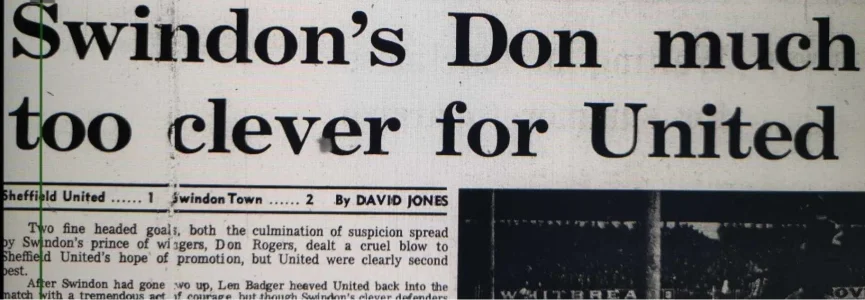 Swindon's Don much
too clever for United
Sheffield United ...... 1 Swindon Town ...... 2 By DAVID JONES
Two fine headed goals, both the culmination of suspicion spread
by Swindon's prince of wingers, Don Rogers, dealt a cruel blow to
Sheffield United's hope of promotion, but United were clearly second
best.
After Swindon had gone two up, Len Badger heaved United back into the
match with a tremendous act of courage, but though Swindon's clever defenders
WHITBREA